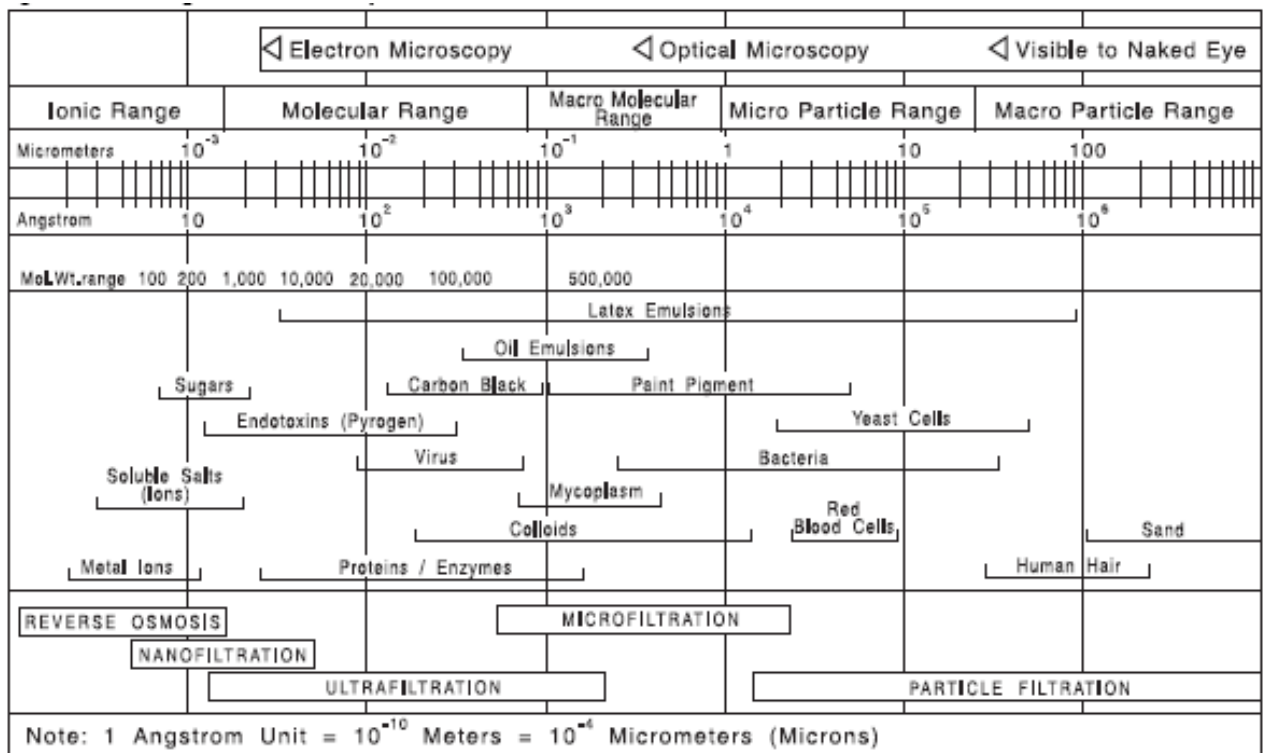 ◁ Electron Microscopy ◁ Optical Microscopy ◁ Visible to Naked Eye
Ionic Range Molecular Range Macro Molecular Range Micro Particle Range Macro Particle Range
Micrometers 10⁻³ 10⁻² 10⁻¹ 1 10 100
Angstrom 10 10² 10³ 10⁴ 10⁵ 10⁶
Mol.Wt.range 100 200 1,000 10,000 20,000 100,000 500,000
Latex Emulsions
Oil Emulsions
Sugars Carbon Black Paint Pigment
Endotoxins (Pyrogen) Yeast Cells
Virus Bacteria
Soluble Salts
(Ions)
Mycoplasm
Red
Blood Cells
Colloids Sand
Metal Ions Proteins / Enzymes Human Hair
REVERSE OSMOSIS MICROFILTRATION
NANOFILTRATION
ULTRAFILTRATION PARTICLE FILTRATION
Note: 1 Angstrom Unit = 10⁻¹⁰ Meters = 10⁻⁴ Micrometers (Microns)